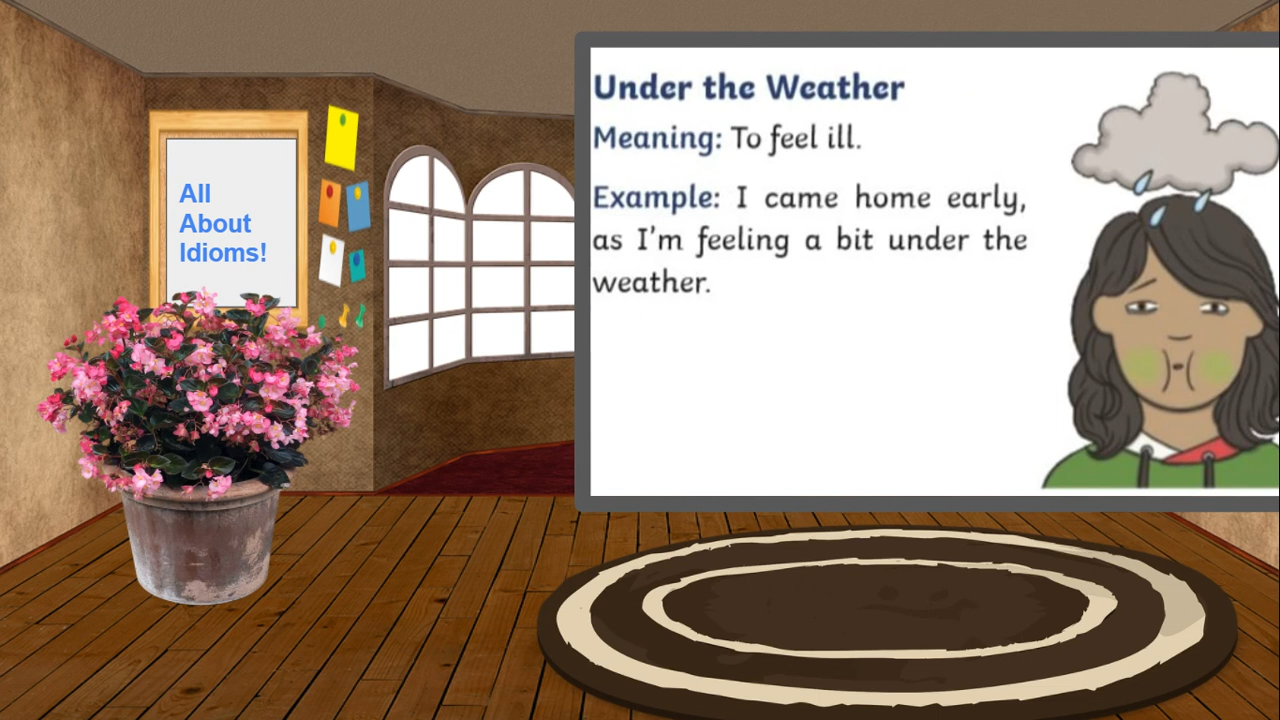 All
About
Idioms!
Under the Weather
Meaning: To feel ill.
Example: I came home early,
as I'm feeling a bit under the
weather.